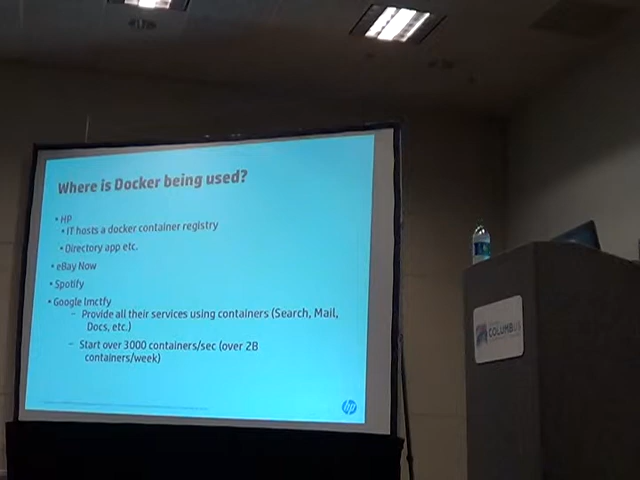 Where is Docker being used?
• HP
• IT hosts a docker container registry
• Directory app etc.
• eBay Now
• Spotify
• Google lmctfy
– Provide all their services using containers (Search, Mail,
Docs, etc.)
– Start over 3000 containers/sec (over 2B
containers/week)
hp
COLUMBUS